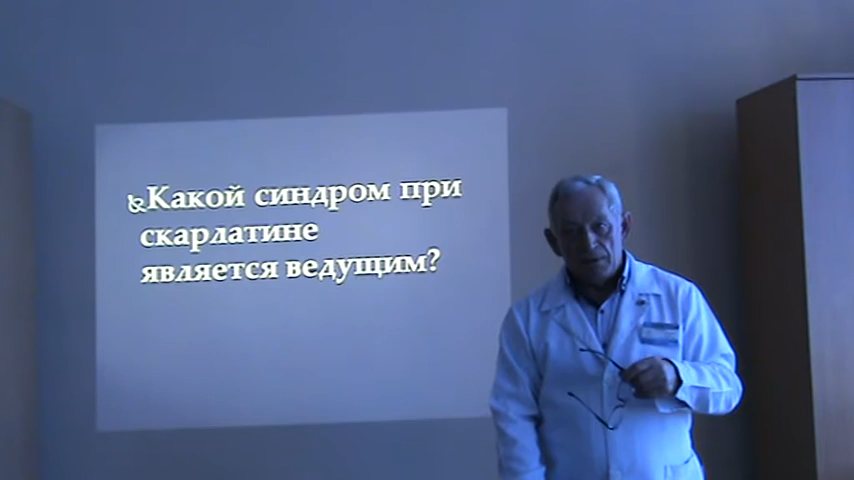 Какой синдром при
скарлатине
является ведущим?